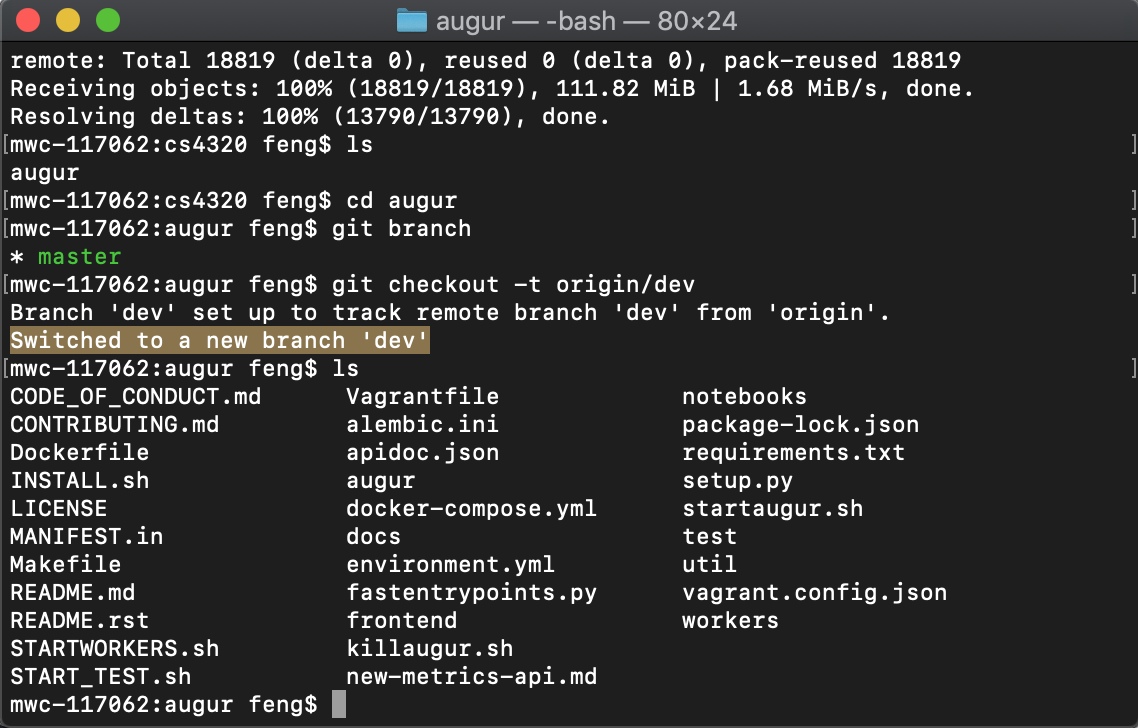 augur — -bash — 80×24
remote: Total 18819 (delta 0), reused 0 (delta 0), pack-reused 18819
Receiving objects: 100% (18819/18819), 111.82 MiB | 1.68 MiB/s, done.
Resolving deltas: 100% (13790/13790), done.
[mwc-117062:cs4320 feng$ ls ]
augur
[mwc-117062:cs4320 feng$ cd augur ]
[mwc-117062:augur feng$ git branch ]
* master
[mwc-117062:augur feng$ git checkout -t origin/dev ]
Branch 'dev' set up to track remote branch 'dev' from 'origin'.
Switched to a new branch 'dev'
[mwc-117062:augur feng$ ls ]
CODE_OF_CONDUCT.md Vagrantfile notebooks
CONTRIBUTING.md alembic.ini package-lock.json
Dockerfile apidoc.json requirements.txt
INSTALL.sh augur setup.py
LICENSE docker-compose.yml startaugur.sh
MANIFEST.in docs test
Makefile environment.yml util
README.md fastentrypoints.py vagrant.config.json
README.rst frontend workers
STARTWORKERS.sh killaugur.sh
START_TEST.sh new-metrics-api.md
mwc-117062:augur feng$